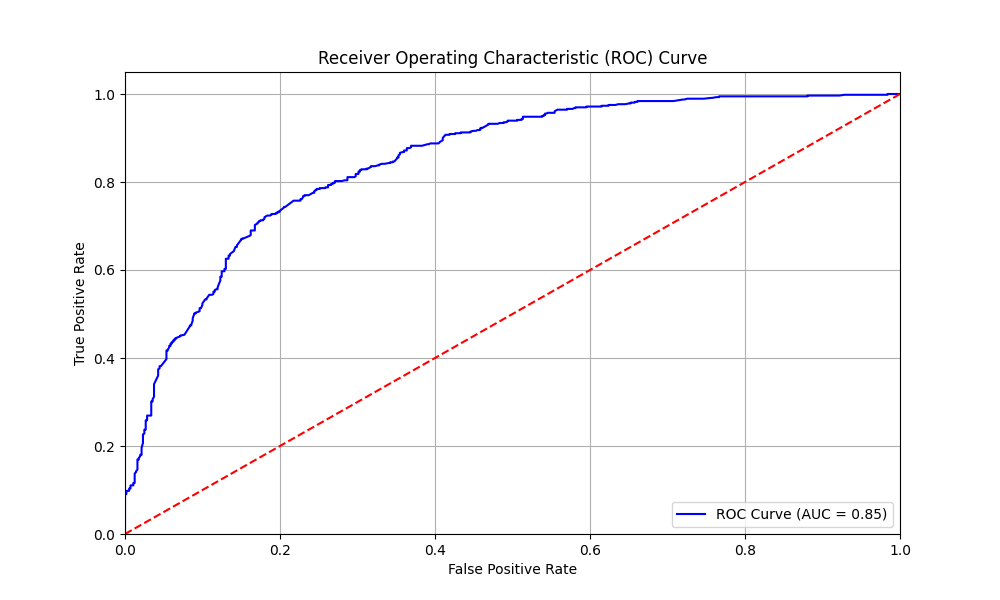 Receiver Operating Characteristic (ROC) Curve
1.0
0.8
0.6
0.4
0.2
0.0
True Positive Rate
ROC Curve (AUC = 0.85)
0.0 0.2 0.4 0.6 0.8 1.0
False Positive Rate